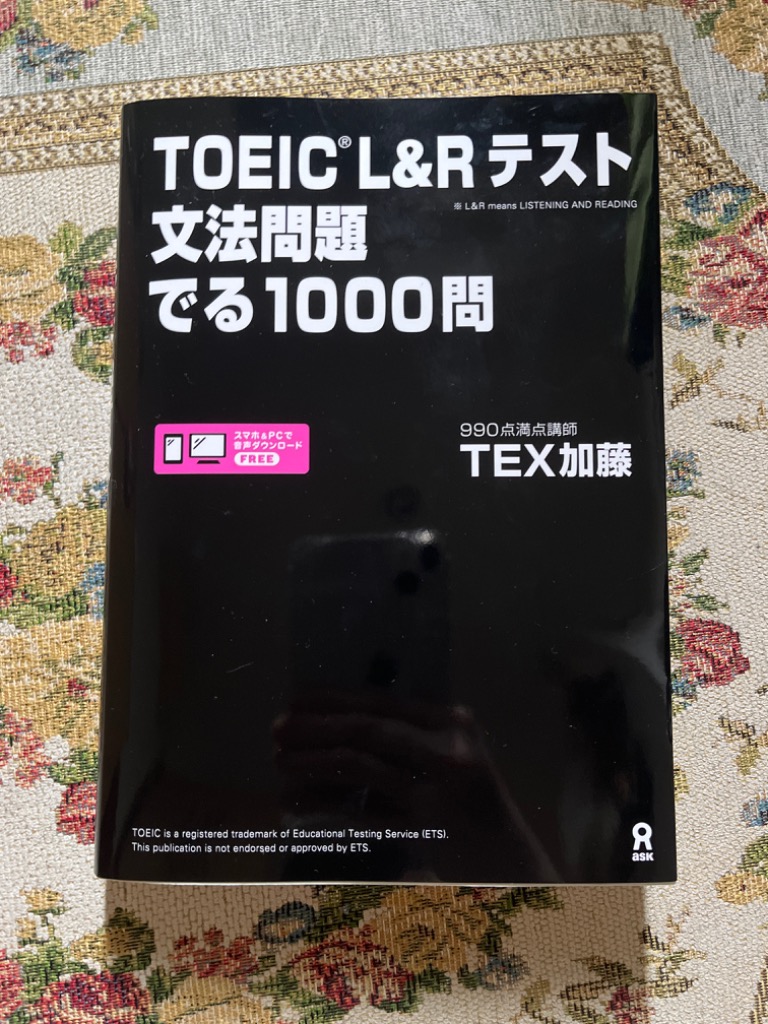 TOEIC® L&Rテスト
※ L&R means LISTENING AND READING
文法問題
でる1000問
スマホ&PCで
音声ダウンロード
FREE
990点満点講師
TEX加藤
TOEIC is a registered trademark of Educational Testing Service (ETS).
This publication is not endorsed or approved by ETS.
ask